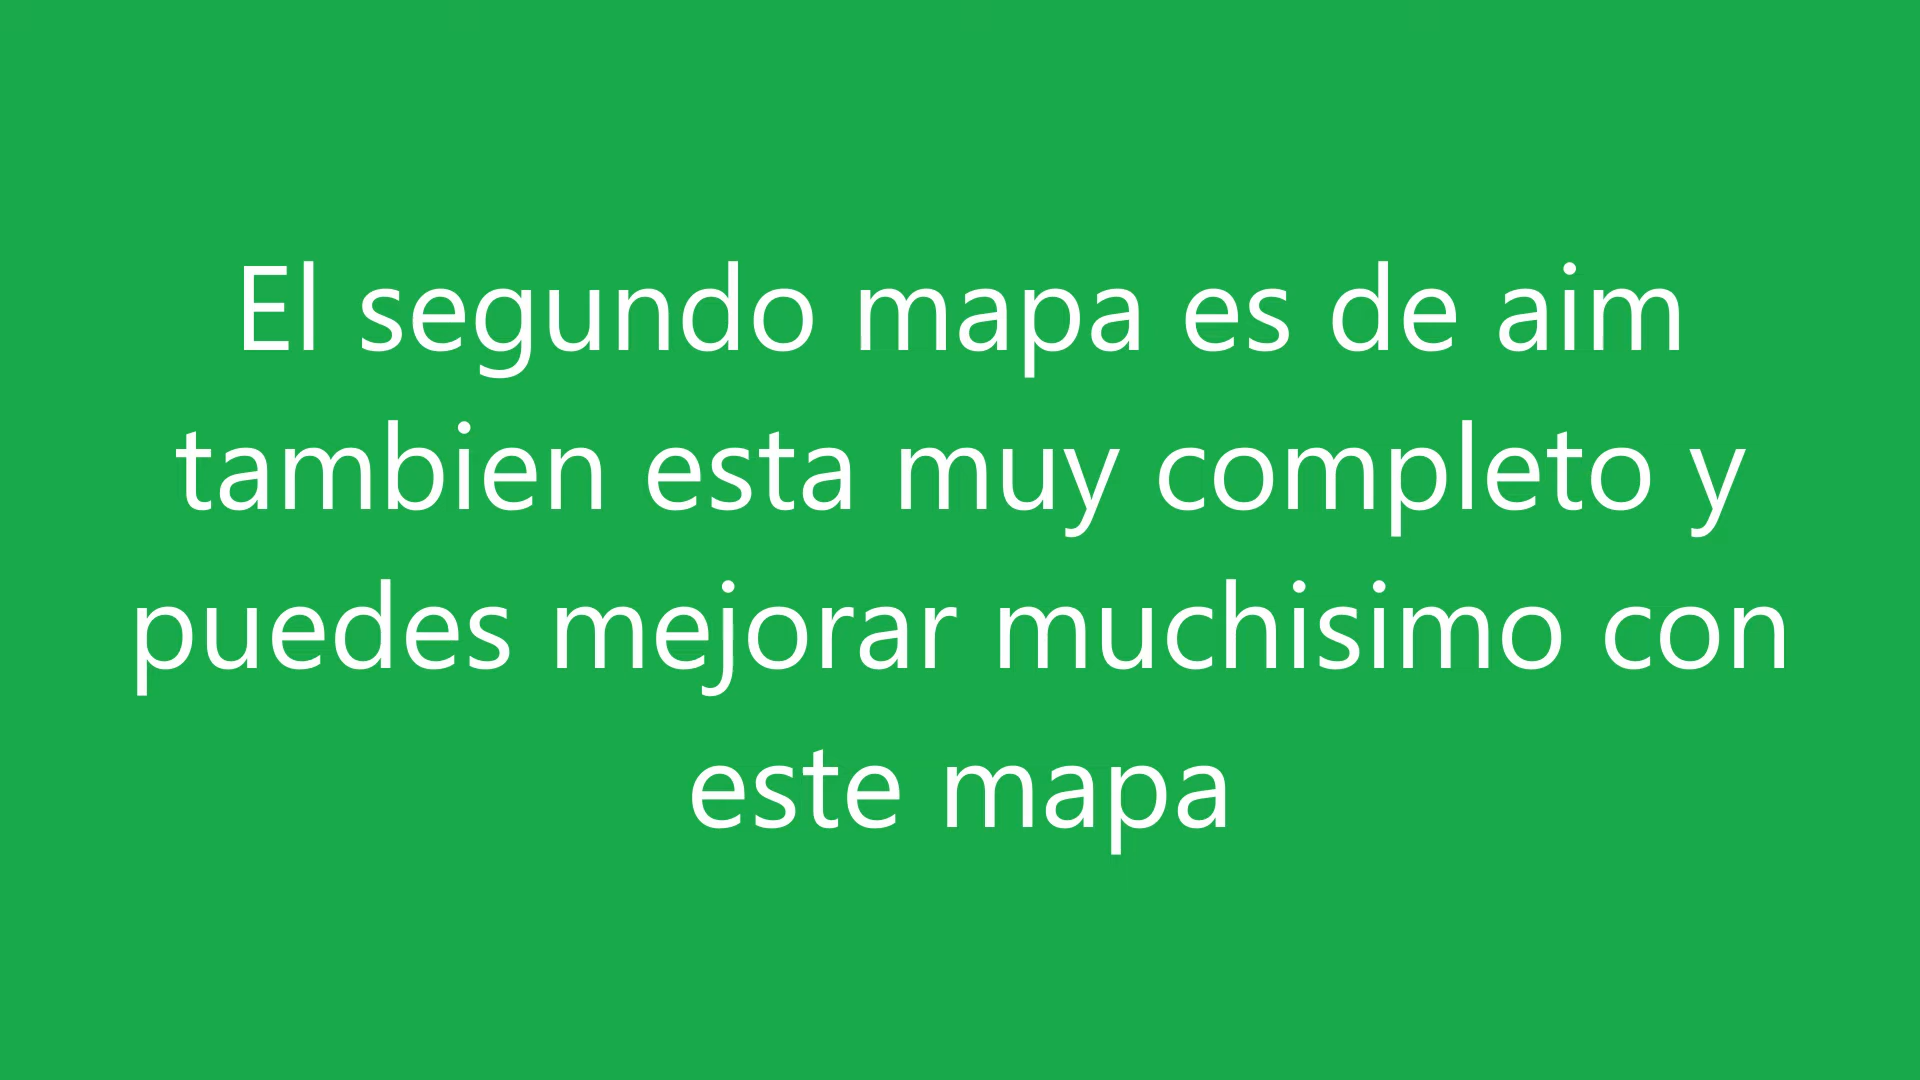 El segundo mapa es de aim
tambien esta muy completo y
puedes mejorar muchisimo con
este mapa